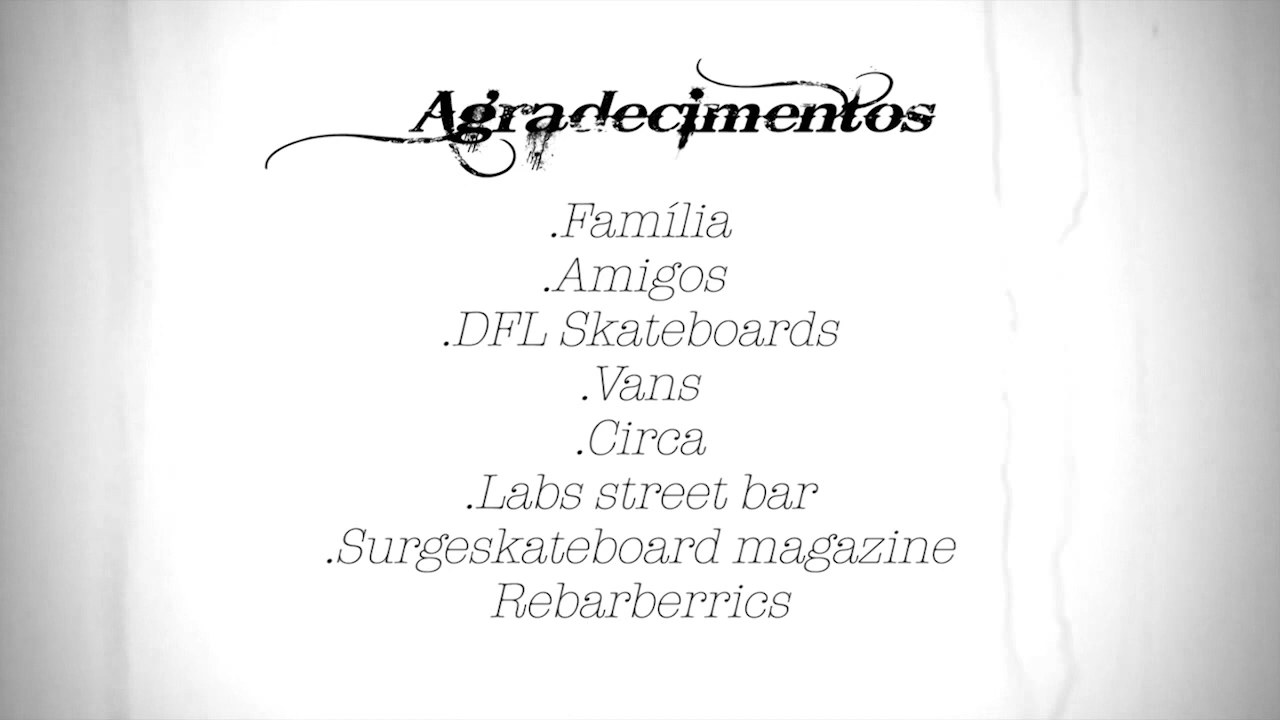 Agradecimentos
.Família
.Amigos
.DFL Skateboards
.Vans
.Circa
.Labs street bar
.Surgeskateboard magazine
Rebarberrics